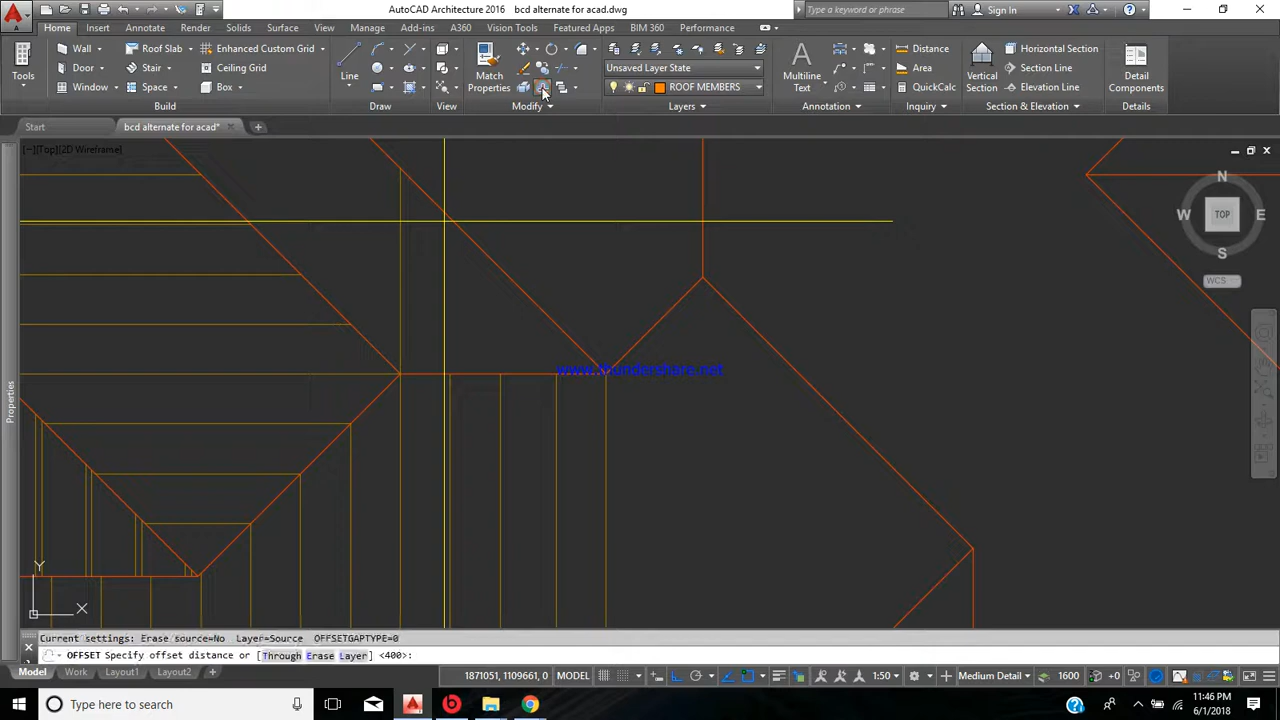 AutoCAD Architecture 2016 bcd alternate for acad.dwg
Type a keyword or phrase
Sign In
Home Insert Annotate Render Solids Surface View Manage Add-ins A360 Vision Tools Featured Apps BIM 360 Performance
Wall Roof Slab Enhanced Custom Grid
Door Stair Ceiling Grid
Window Space Box
Tools
Build
Line
Draw
View
Match Properties
Modify
Unsaved Layer State
ROOF MEMBERS
Layers
Multiline Text
Annotation
Distance
Area
QuickCalc
Inquiry
Vertical Section
Horizontal Section
Section Line
Elevation Line
Section & Elevation
Detail Components
Details
Start bcd alternate for acad*
[−][Top][2D Wireframe]
N
W TOP E
S
WCS
www.thundershare.net
Properties
Y
X
Current settings: Erase source=No Layer=Source OFFSETGAPTYPE=0
OFFSET Specify offset distance or [Through Erase Layer] <400>:
Model Work Layout1 Layout2
1871051, 1109661, 0 MODEL
1:50
Medium Detail
+0
1600
Type here to search
11:46 PM
6/1/2018